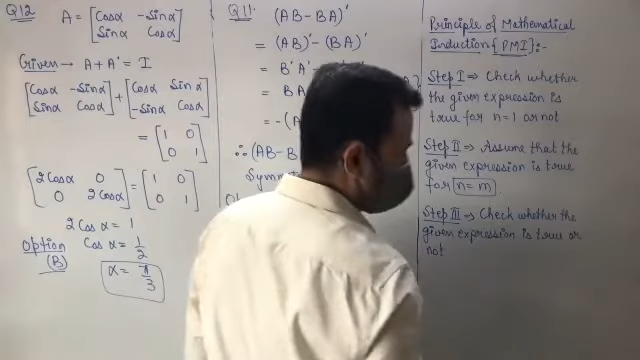 Q12 A = [Cosα -Sinα
Sinα Cosα]
Given → A + A' = I
[Cosα -Sinα
Sinα Cosα] + [Cosα Sinα
-Sinα Cosα]
= [1 0
0 1]
[2Cosα 0
0 2Cosα] = [1 0
0 1]
2Cosα = 1
Option Cosα = 1/2
(B) α = π/3
Q11. (AB-BA)'
= (AB)' - (BA)'
= B'A' -
= BA
= -(A
∴ (AB-B
Symm
Principle of Mathematical
Induction [PMI]:-
Step I ⇒ Check whether
the given expression is
true for n=1 or not
Step II ⇒ Assume that the
given expression is true
for n=m
Step III ⇒ Check whether the
given expression is true or
not